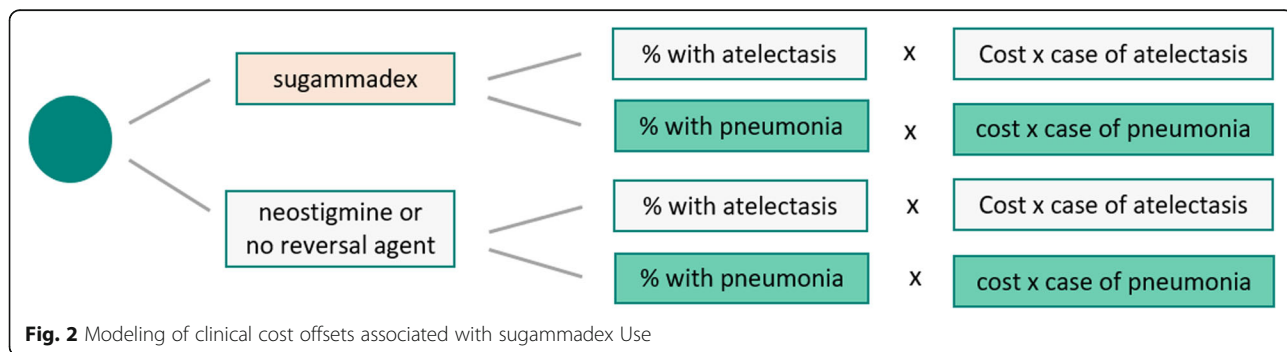 sugammadex
% with atelectasis x Cost x case of atelectasis
% with pneumonia x cost x case of pneumonia
neostigmine or
no reversal agent
% with atelectasis x Cost x case of atelectasis
% with pneumonia x cost x case of pneumonia
Fig. 2 Modeling of clinical cost offsets associated with sugammadex Use